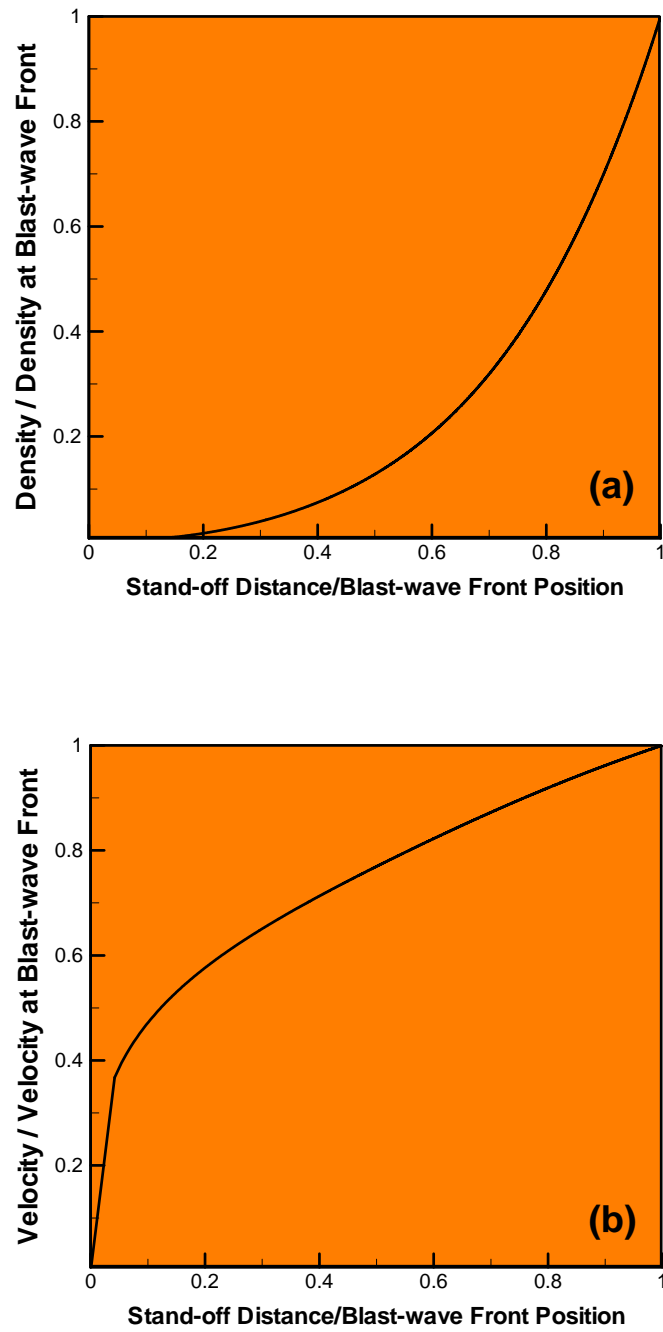 Density / Density at Blast-wave Front
1
0.8
0.6
0.4
0.2
(a)
0 0.2 0.4 0.6 0.8 1
Stand-off Distance/Blast-wave Front Position
Velocity / Velocity at Blast-wave Front
1
0.8
0.6
0.4
0.2
(b)
0 0.2 0.4 0.6 0.8 1
Stand-off Distance/Blast-wave Front Position